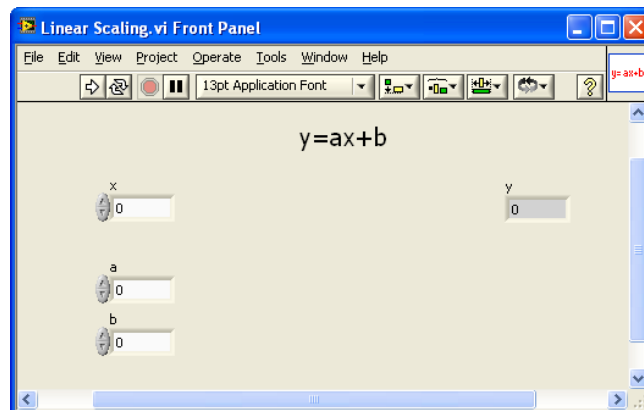 Linear Scaling.vi Front Panel
File Edit View Project Operate Tools Window Help
13pt Application Font
?
y=ax+b
y=ax+b
x
0
y
0
a
0
b
0